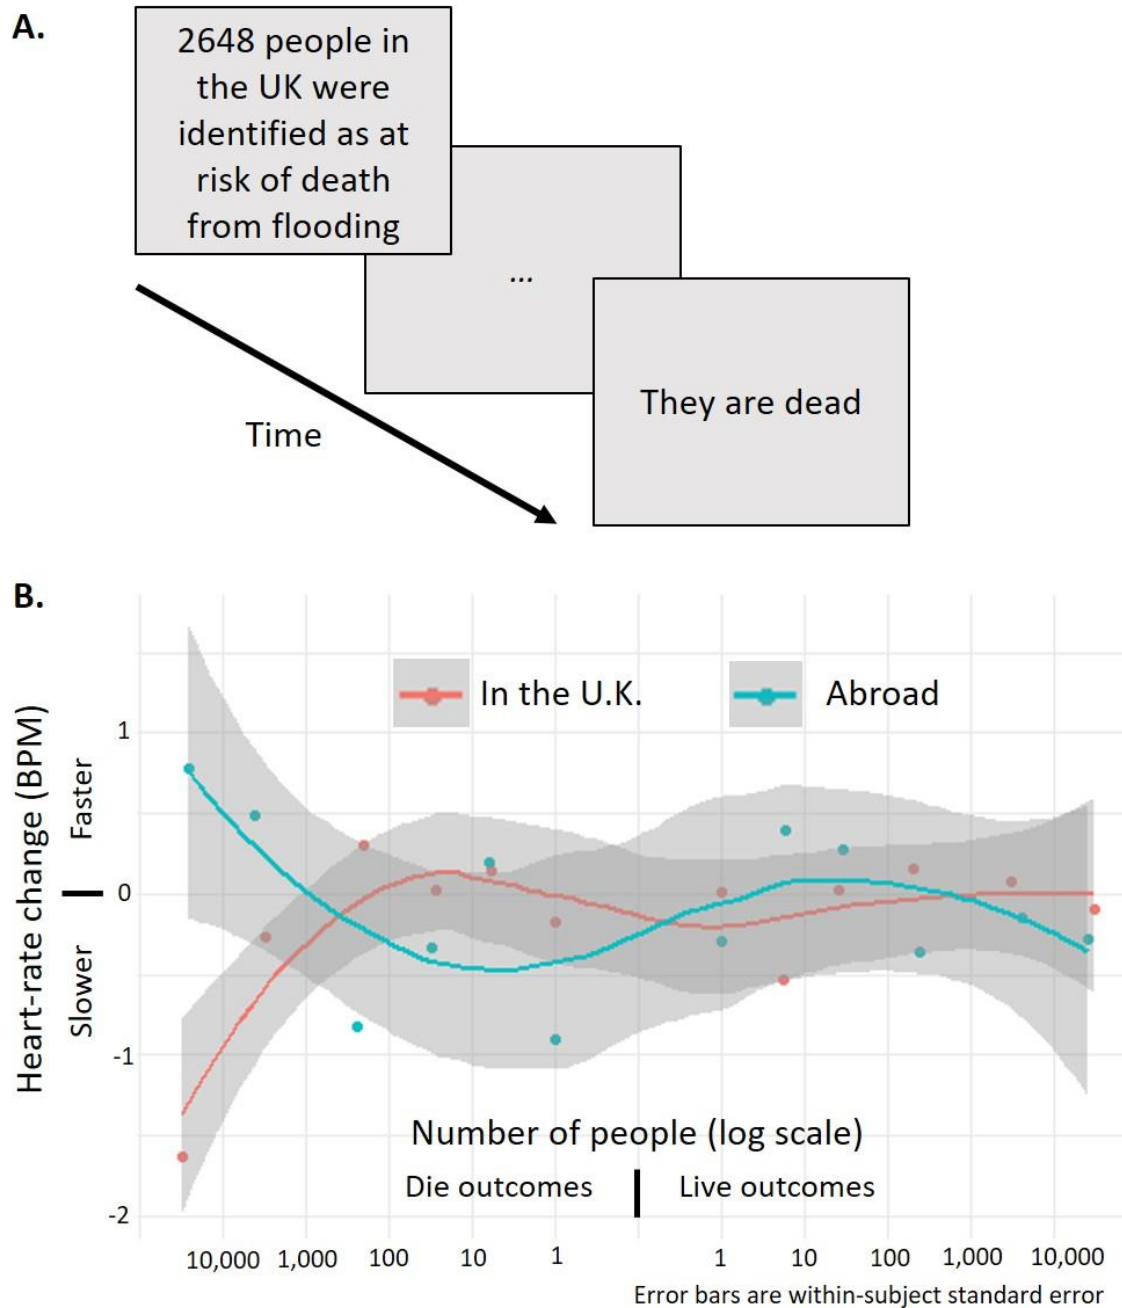 A.
2648 people in
the UK were
identified as at
risk of death
from flooding
...
They are dead
Time
B.
In the U.K.
Abroad
Heart-rate change (BPM)
Faster
Slower
1
0
-1
-2
Number of people (log scale)
Die outcomes
Live outcomes
10,000 1,000 100 10 1 1 10 100 1,000 10,000
Error bars are within-subject standard error